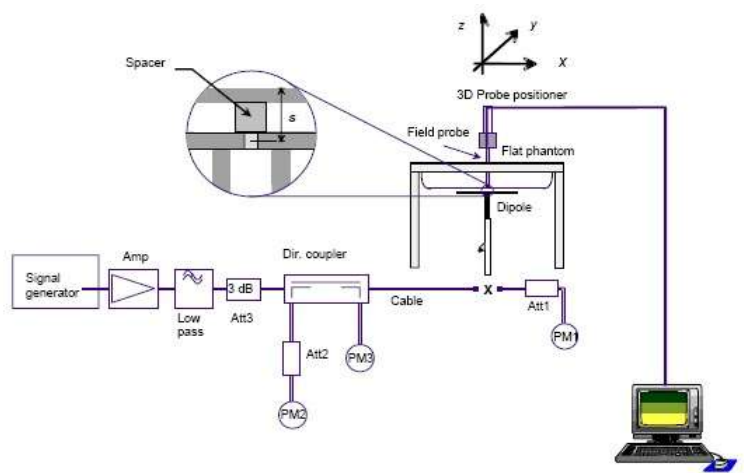 z
y
X
Spacer
s
3D Probe positioner
Field probe
Flat phantom
Dipole
Signal
generator
Amp
Low
pass
3 dB
Att3
Dir. coupler
Cable
X
Att1
PM1
Att2
PM3
PM2